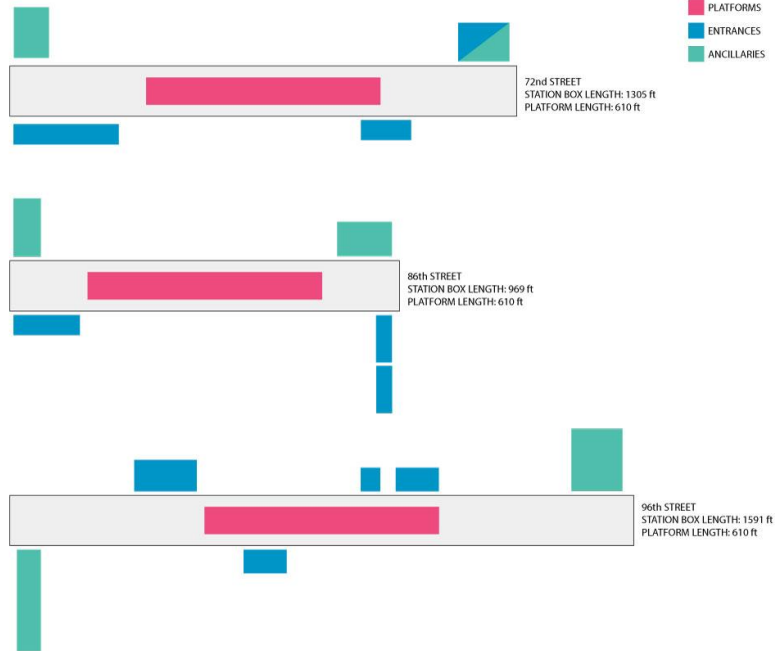 PLATFORMS
ENTRANCES
ANCILLARIES
72nd STREET
STATION BOX LENGTH: 1305 ft
PLATFORM LENGTH: 610 ft
86th STREET
STATION BOX LENGTH: 969 ft
PLATFORM LENGTH: 610 ft
96th STREET
STATION BOX LENGTH: 1591 ft
PLATFORM LENGTH: 610 ft